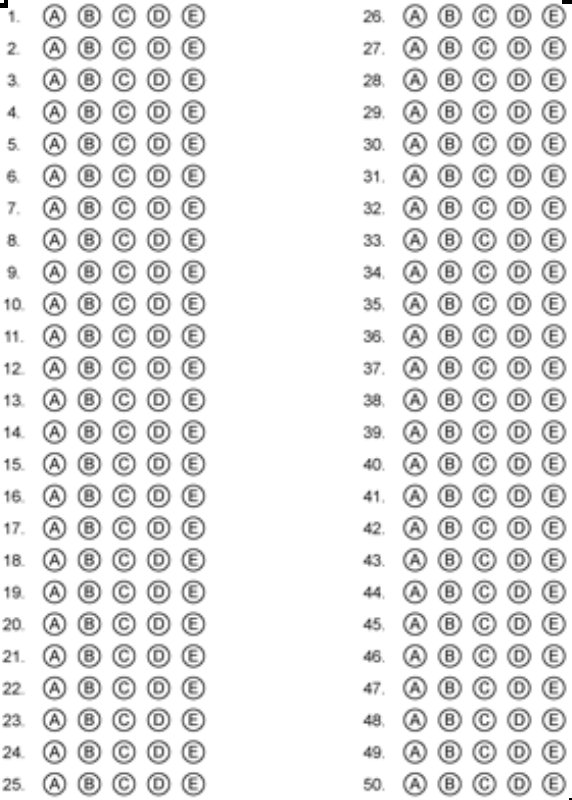 1. A B C D E
2. A B C D E
3. A B C D E
4. A B C D E
5. A B C D E
6. A B C D E
7. A B C D E
8. A B C D E
9. A B C D E
10. A B C D E
11. A B C D E
12. A B C D E
13. A B C D E
14. A B C D E
15. A B C D E
16. A B C D E
17. A B C D E
18. A B C D E
19. A B C D E
20. A B C D E
21. A B C D E
22. A B C D E
23. A B C D E
24. A B C D E
25. A B C D E
26. A B C D E
27. A B C D E
28. A B C D E
29. A B C D E
30. A B C D E
31. A B C D E
32. A B C D E
33. A B C D E
34. A B C D E
35. A B C D E
36. A B C D E
37. A B C D E
38. A B C D E
39. A B C D E
40. A B C D E
41. A B C D E
42. A B C D E
43. A B C D E
44. A B C D E
45. A B C D E
46. A B C D E
47. A B C D E
48. A B C D E
49. A B C D E
50. A B C D E